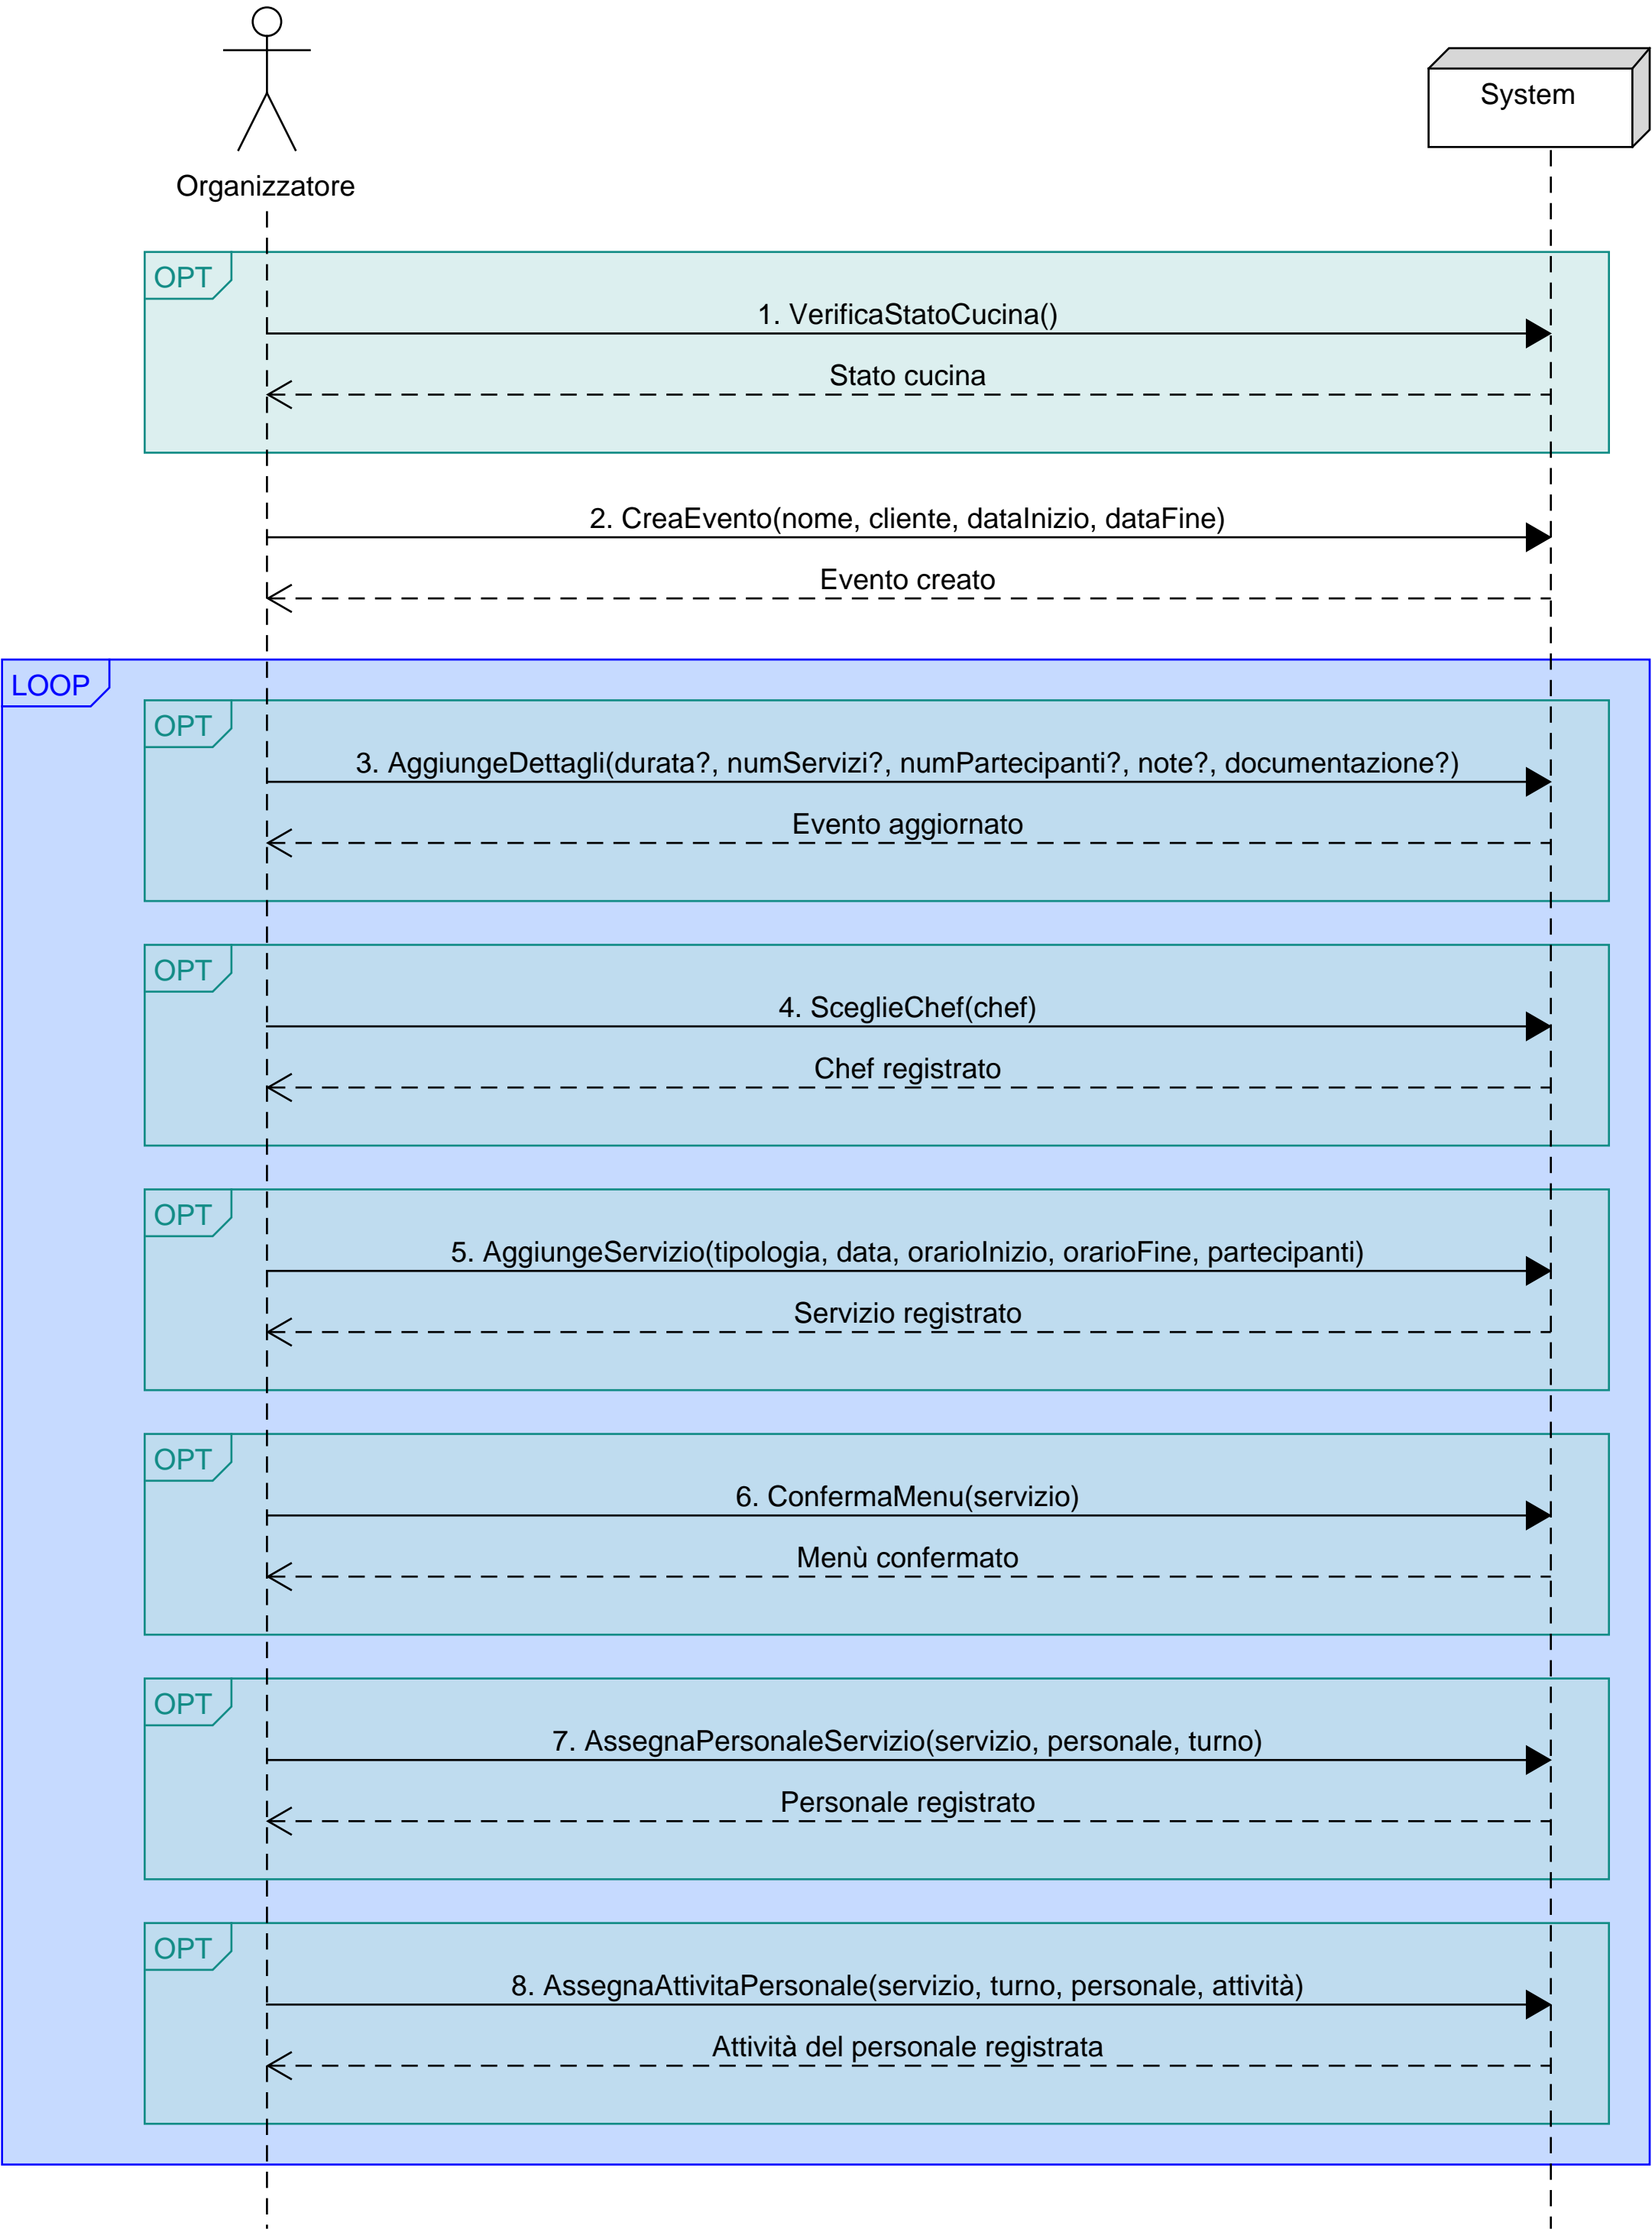 System
Organizzatore
OPT
1. VerificaStatoCucina()
Stato cucina
2. CreaEvento(nome, cliente, dataInizio, dataFine)
Evento creato
LOOP
OPT
3. AggiungeDettagli(durata?, numServizi?, numPartecipanti?, note?, documentazione?)
Evento aggiornato
OPT
4. SceglieChef(chef)
Chef registrato
OPT
5. AggiungeServizio(tipologia, data, orarioInizio, orarioFine, partecipanti)
Servizio registrato
OPT
6. ConfermaMenu(servizio)
Menù confermato
OPT
7. AssegnaPersonaleServizio(servizio, personale, turno)
Personale registrato
OPT
8. AssegnaAttivitaPersonale(servizio, turno, personale, attività)
Attività del personale registrata